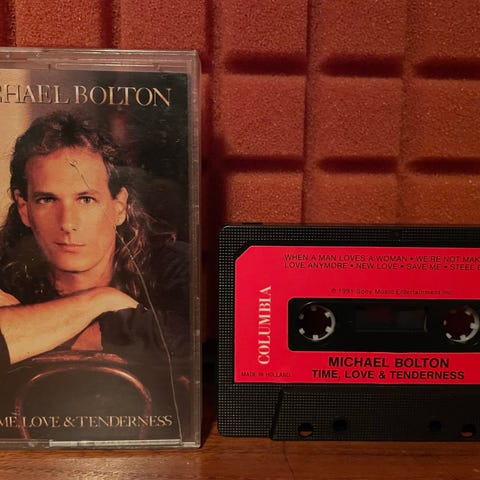 CHAEL BOLTON
ME, LOVE & TENDERNESS
WHEN A MAN LOVES A WOMAN • WE'RE NOT MAK
LOVE ANYMORE • NEW LOVE • SAVE ME • STEEL
℗ 1991 Sony Music Entertainment Inc.
COLUMBIA
MICHAEL BOLTON
MADE IN HOLLAND
TIME, LOVE & TENDERNESS